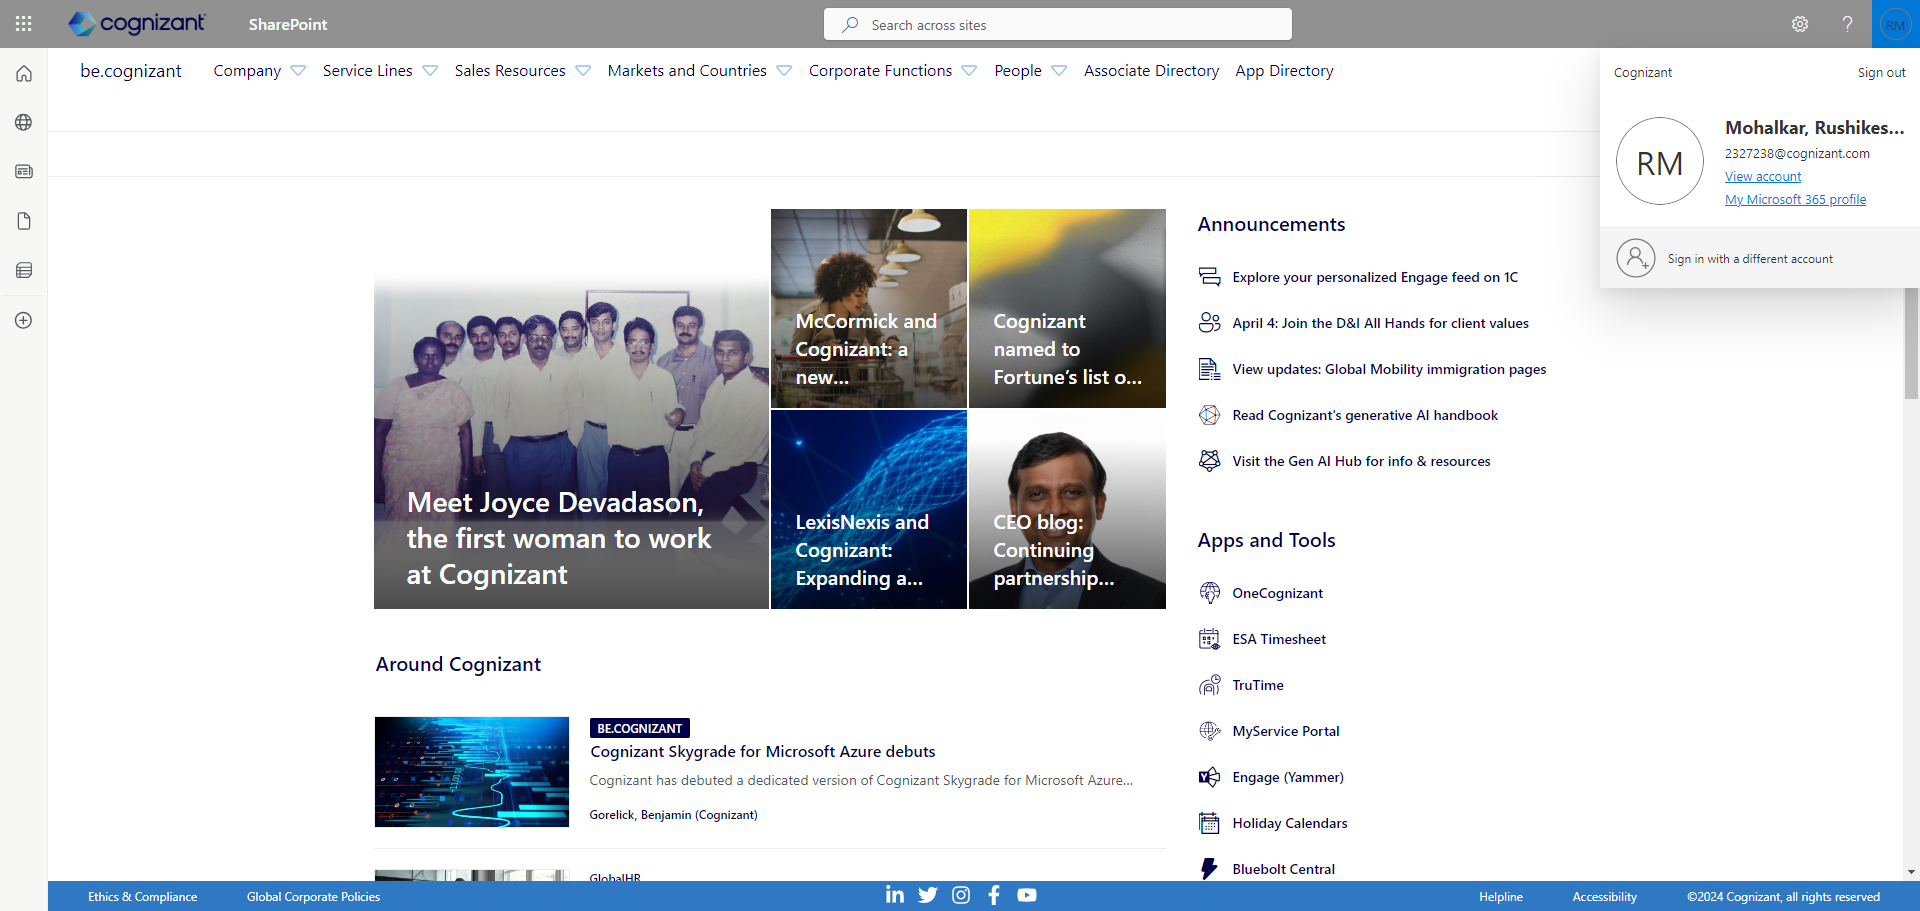 cognizant
SharePoint
Search across sites
?
RM
be.cognizant
Company
Service Lines
Sales Resources
Markets and Countries
Corporate Functions
People
Associate Directory
App Directory
Cognizant
Sign out
RM
Mohalkar, Rushikes...
2327238@cognizant.com
View account
My Microsoft 365 profile
Sign in with a different account
Meet Joyce Devadason,
the first woman to work
at Cognizant
McCormick and
Cognizant: a
new...
Cognizant
named to
Fortune’s list o...
LexisNexis and
Cognizant:
Expanding a...
CEO blog:
Continuing
partnership...
Announcements
Explore your personalized Engage feed on 1C
April 4: Join the D&I All Hands for client values
View updates: Global Mobility immigration pages
Read Cognizant's generative AI handbook
Visit the Gen AI Hub for info & resources
Apps and Tools
OneCognizant
ESA Timesheet
TruTime
MyService Portal
Engage (Yammer)
Holiday Calendars
Bluebolt Central
Around Cognizant
BE.COGNIZANT
Cognizant Skygrade for Microsoft Azure debuts
Cognizant has debuted a dedicated version of Cognizant Skygrade for Microsoft Azure...
Gorelick, Benjamin (Cognizant)
GlobalHR
Ethics & Compliance
Global Corporate Policies
Helpline
Accessibility
©2024 Cognizant, all rights reserved